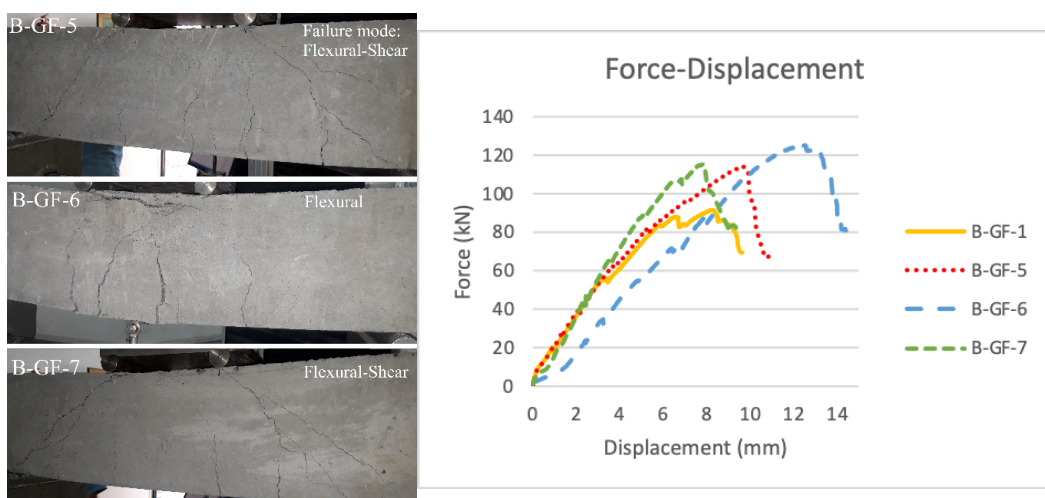 B-GF-5
Failure mode:
Flexural-Shear
B-GF-6
Flexural
B-GF-7
Flexural-Shear
Force-Displacement
Force (kN)
140
120
100
80
60
40
20
0
0 2 4 6 8 10 12 14
Displacement (mm)
B-GF-1
B-GF-5
B-GF-6
B-GF-7